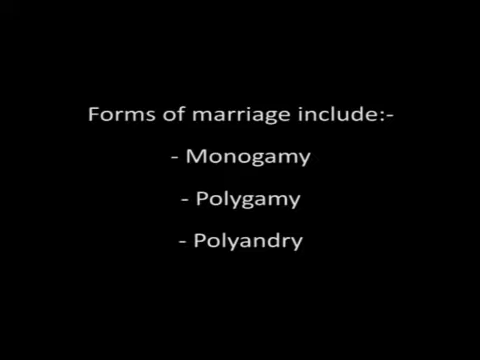 Forms of marriage include:-
- Monogamy
- Polygamy
- Polyandry